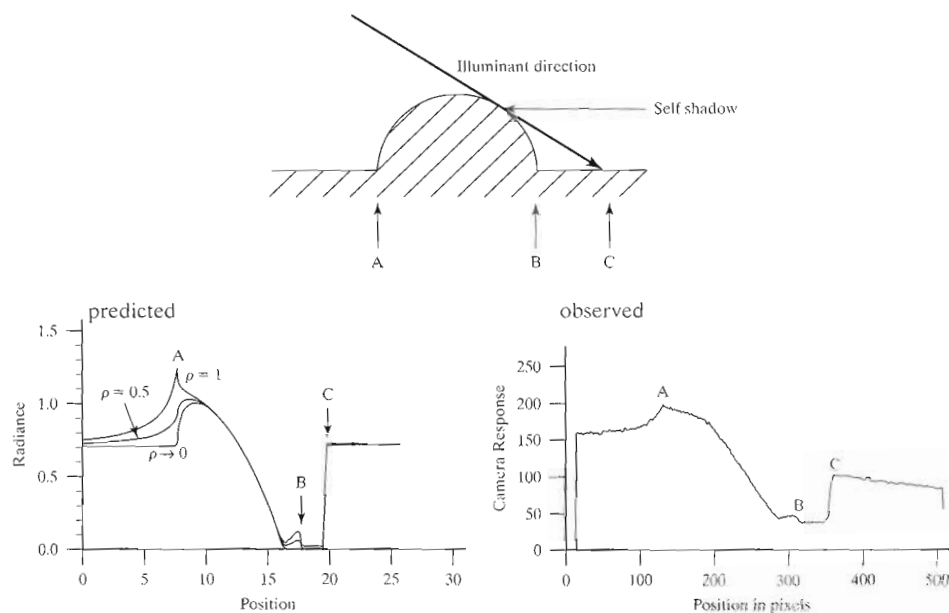 Illuminant direction
Self shadow
A B C
predicted
observed
1.5
1.0
0.5
0.0
Radiance
A
ρ = 1
ρ = 0.5
ρ → 0
B
C
0 5 10 15 20 25 30
Position
250
200
150
100
50
0
Camera Response
A
B
C
0 100 200 300 400 500
Position in pixels